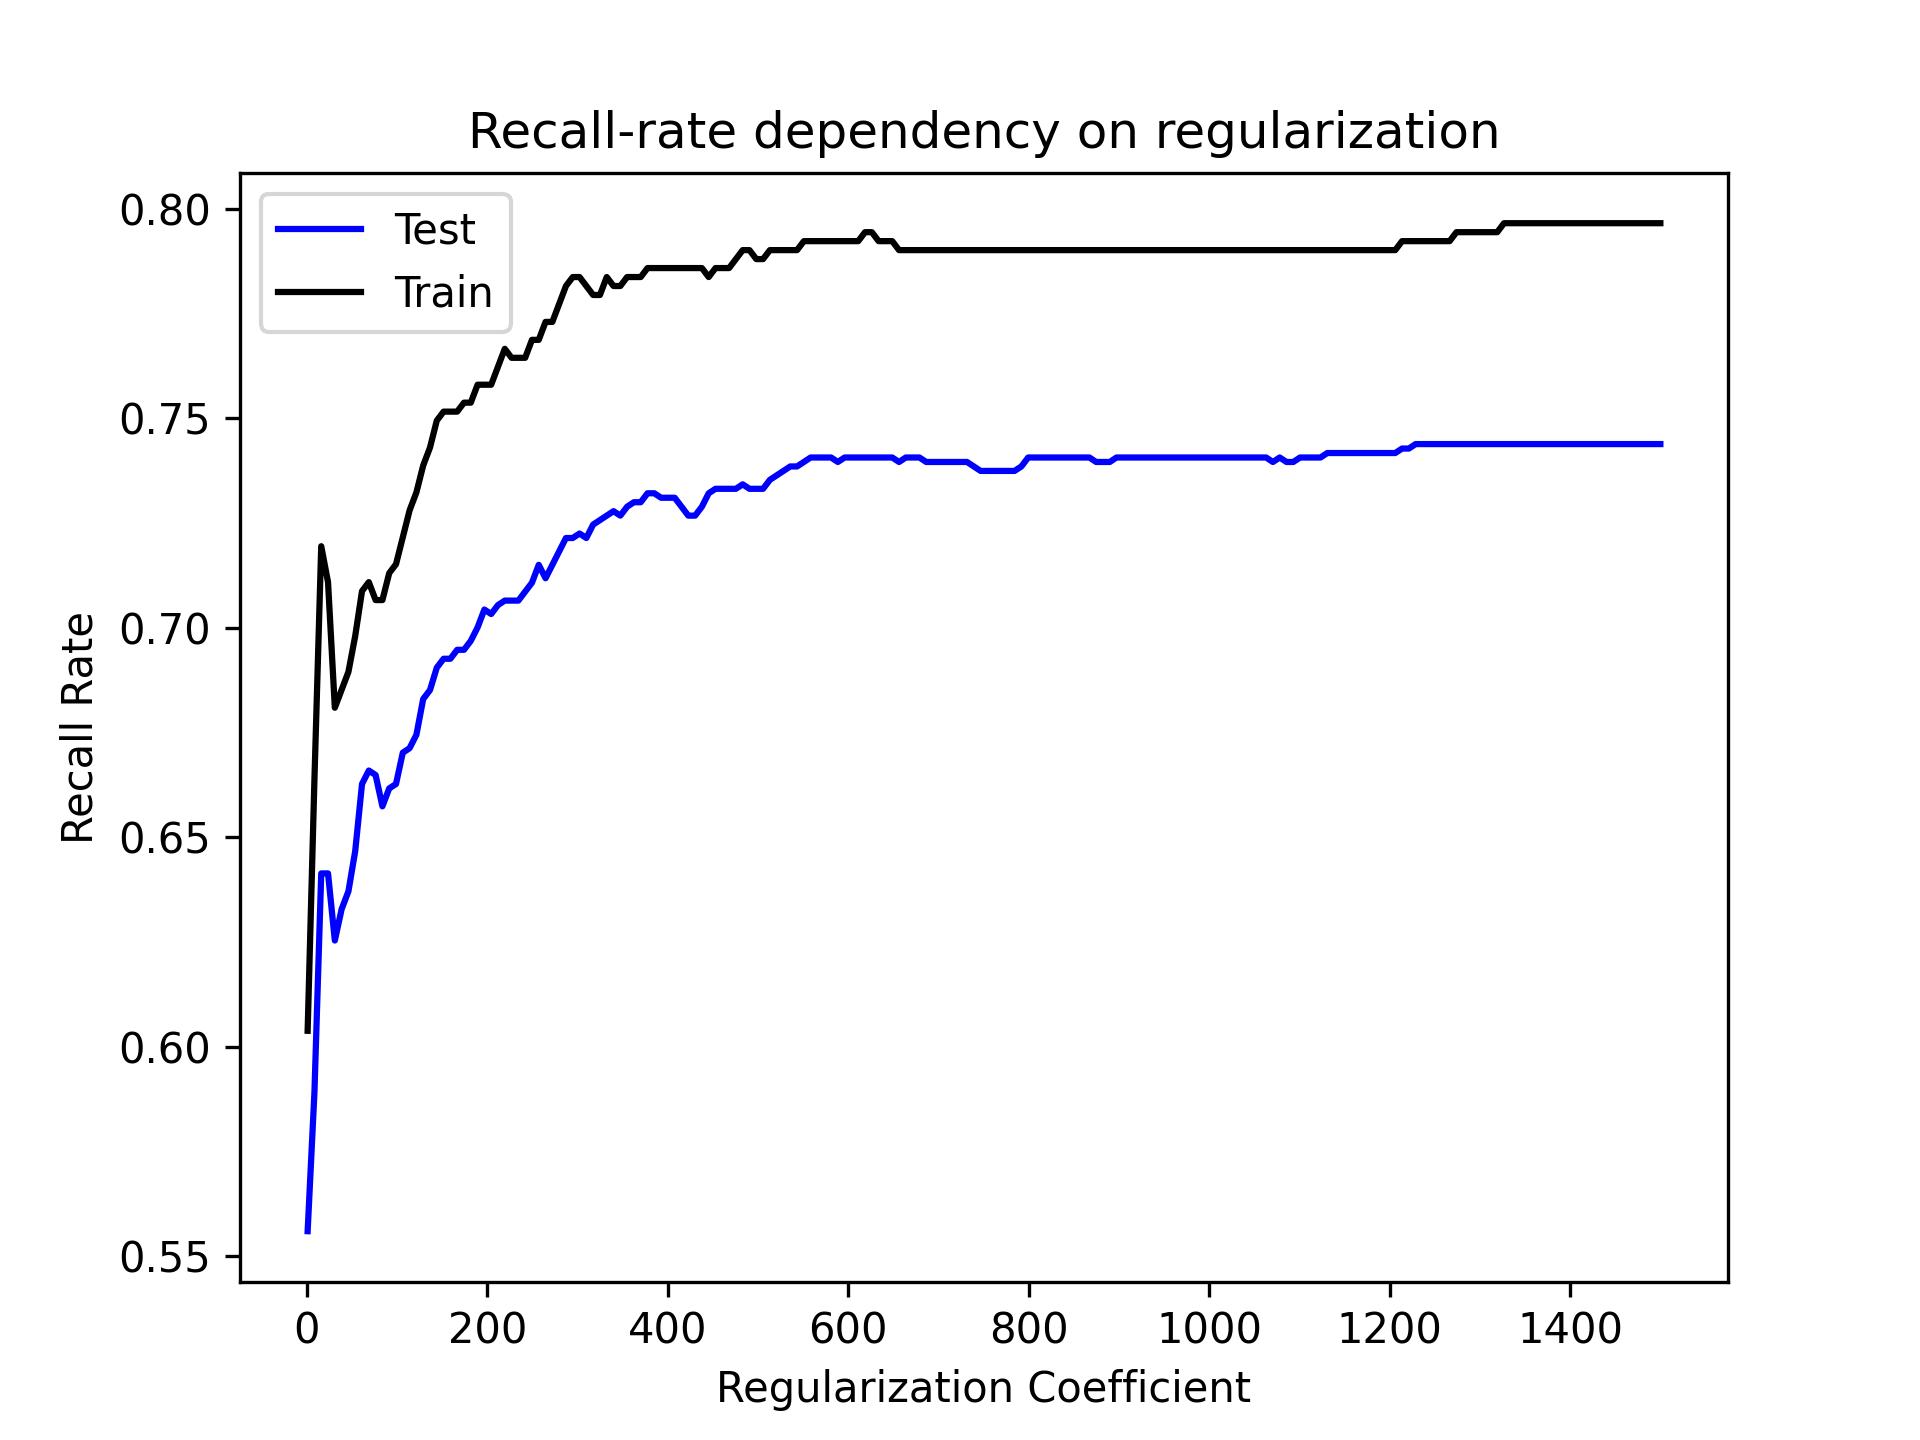 Recall-rate dependency on regularization
Test
Train
0.80
0.75
0.70
0.65
0.60
0.55
Recall Rate
0 200 400 600 800 1000 1200 1400
Regularization Coefficient